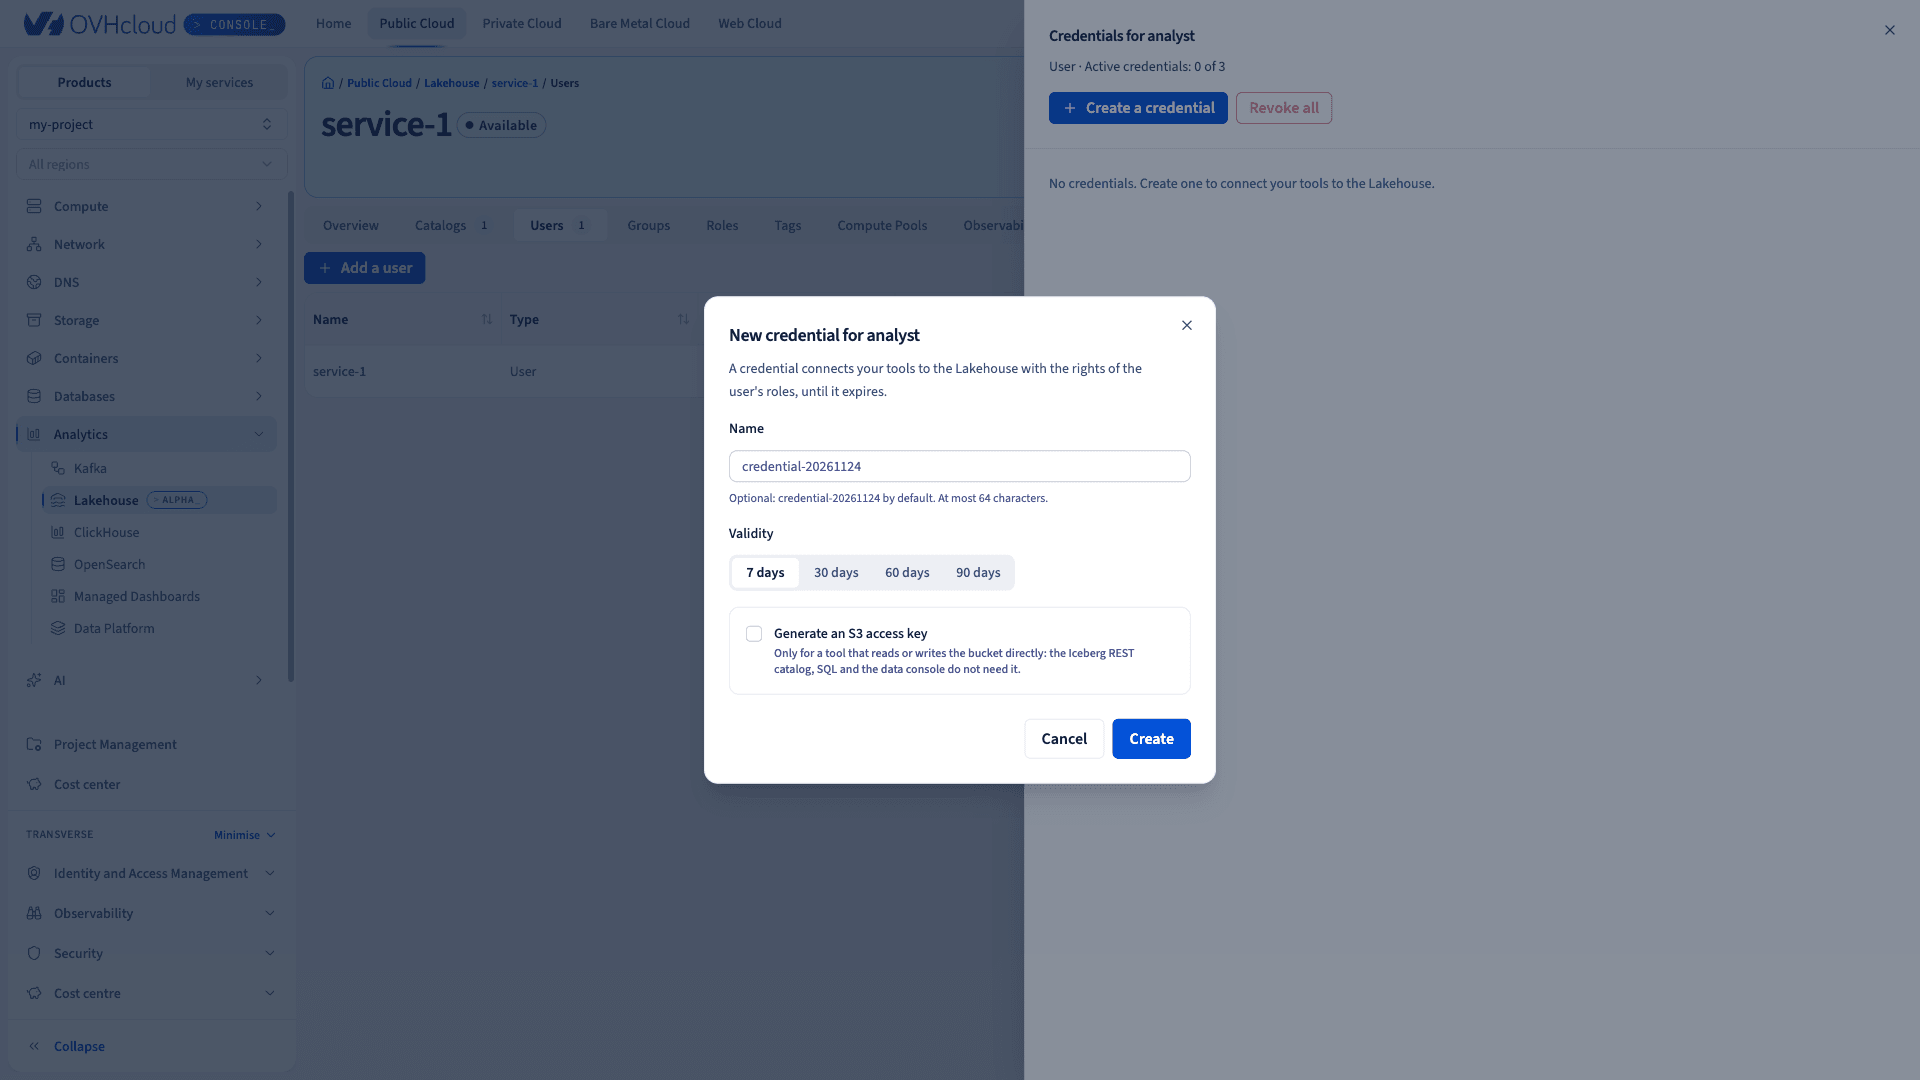 OVHcloud > CONSOLE_
Home
Public Cloud
Private Cloud
Bare Metal Cloud
Web Cloud
Products
My services
my-project
All regions
Compute
Network
DNS
Storage
Containers
Databases
Analytics
Kafka
Lakehouse ALPHA_
ClickHouse
OpenSearch
Managed Dashboards
Data Platform
AI
Project Management
Cost center
TRANSVERSE Minimise
Identity and Access Management
Observability
Security
Cost centre
Collapse
/ Public Cloud / Lakehouse / service-1 / Users
service-1 Available
Overview
Catalogs 1
Users 1
Groups
Roles
Tags
Compute Pools
Observabi
+ Add a user
Name Type
service-1 User
Credentials for analyst
User · Active credentials: 0 of 3
+ Create a credential
Revoke all
No credentials. Create one to connect your tools to the Lakehouse.
New credential for analyst
A credential connects your tools to the Lakehouse with the rights of the
user's roles, until it expires.
Name
credential-20261124
Optional: credential-20261124 by default. At most 64 characters.
Validity
7 days 30 days 60 days 90 days
Generate an S3 access key
Only for a tool that reads or writes the bucket directly: the Iceberg REST
catalog, SQL and the data console do not need it.
Cancel
Create